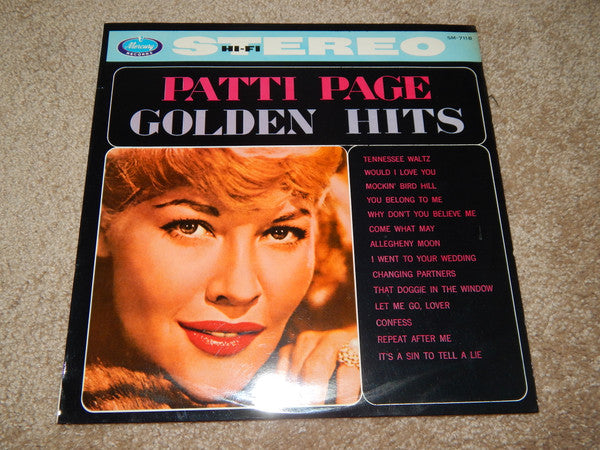 Mercury
RECORDS
STEREO
HI-FI
SM-7118
PATTI PAGE
GOLDEN HITS
TENNESSEE WALTZ
WOULD I LOVE YOU
MOCKIN' BIRD HILL
YOU BELONG TO ME
WHY DON'T YOU BELIEVE ME
COME WHAT MAY
ALLEGHENY MOON
I WENT TO YOUR WEDDING
CHANGING PARTNERS
THAT DOGGIE IN THE WINDOW
LET ME GO, LOVER
CONFESS
REPEAT AFTER ME
IT'S A SIN TO TELL A LIE